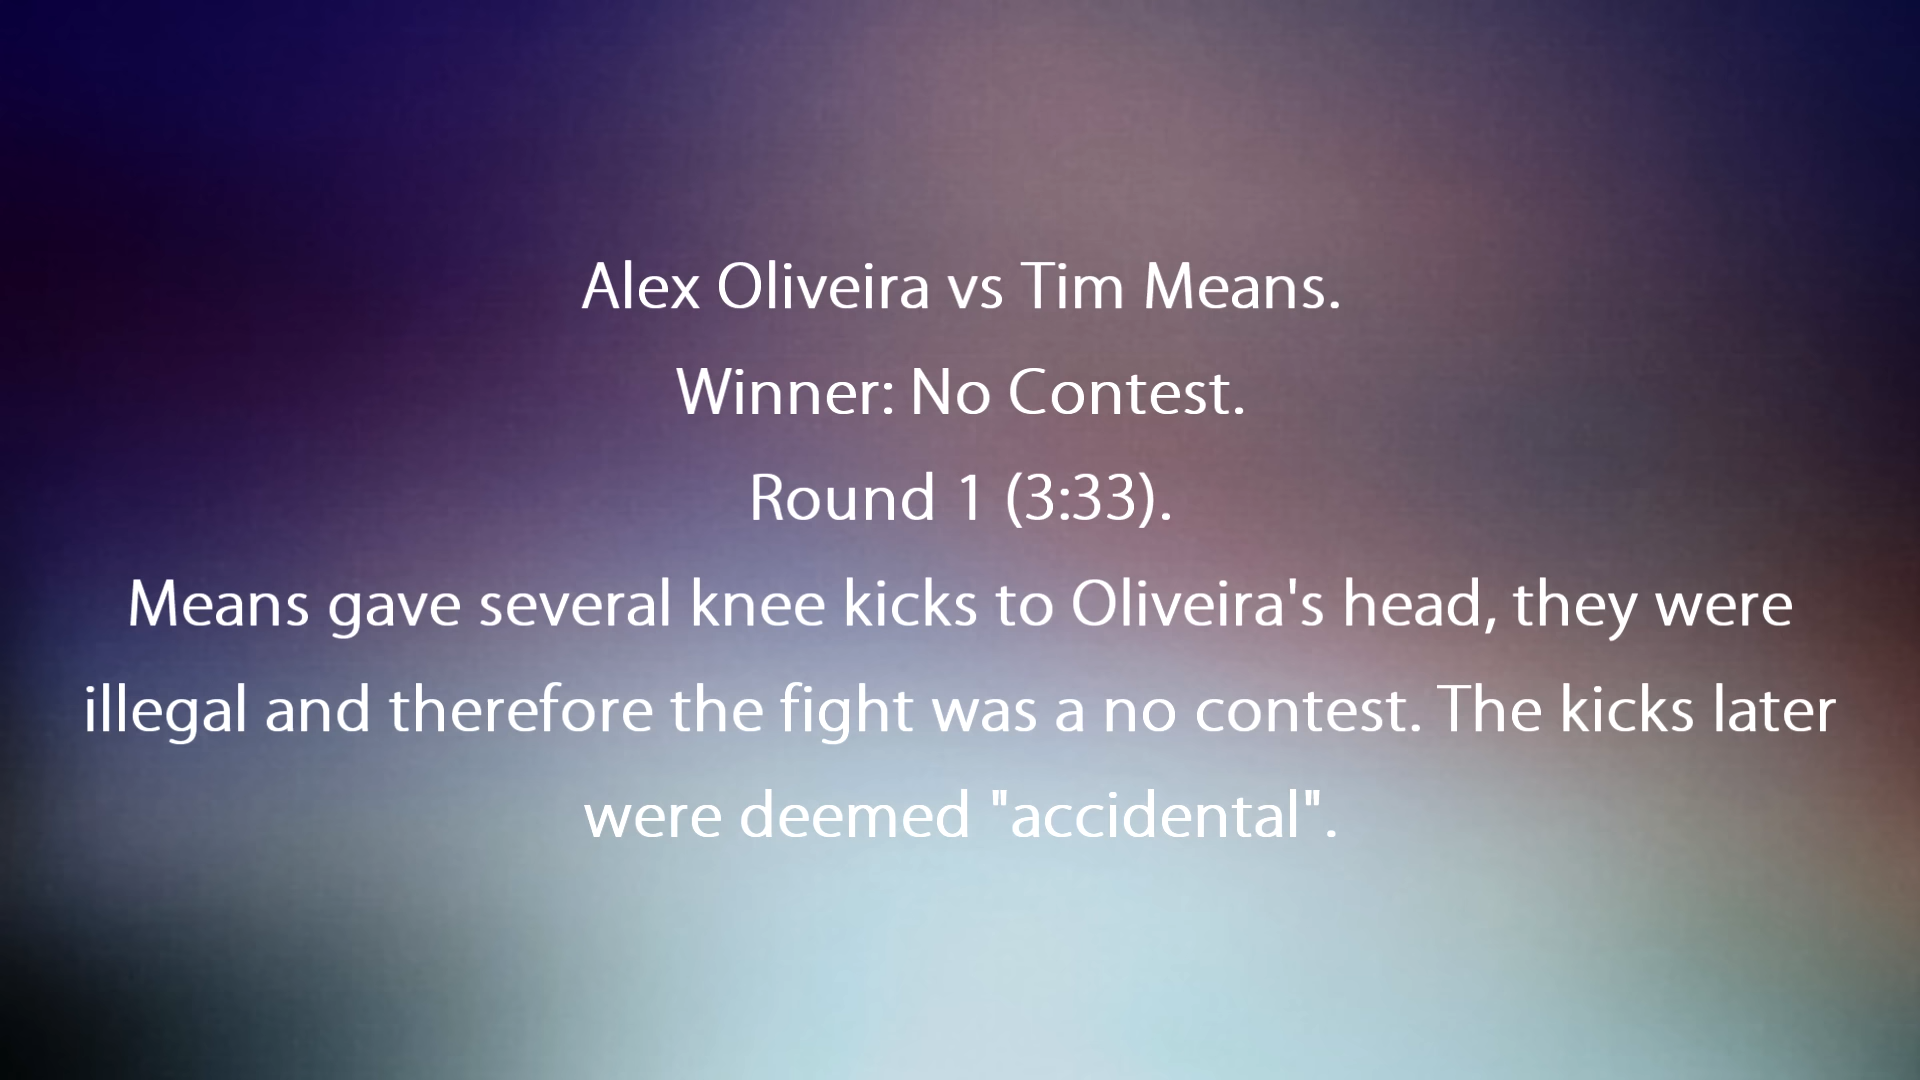 Alex Oliveira vs Tim Means.
Winner: No Contest.
Round 1 (3:33).
Means gave several knee kicks to Oliveira's head, they were
illegal and therefore the fight was a no contest. The kicks later
were deemed "accidental".